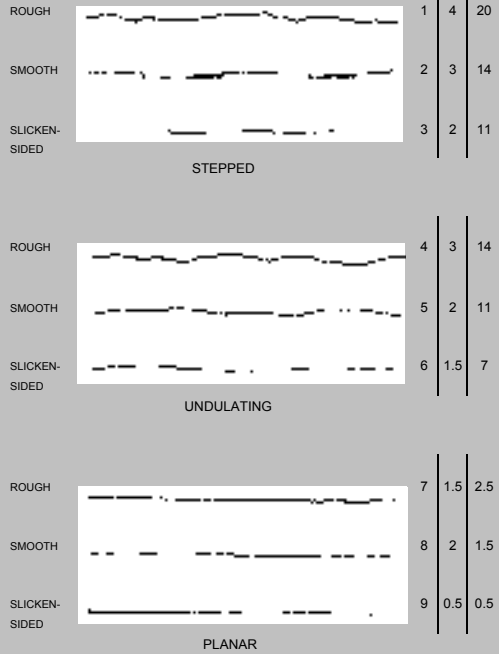 ROUGH 1 4 20
SMOOTH 2 3 14
SLICKEN- 3 2 11
SIDED
STEPPED
ROUGH 4 3 14
SMOOTH 5 2 11
SLICKEN- 6 1.5 7
SIDED
UNDULATING
ROUGH 7 1.5 2.5
SMOOTH 8 2 1.5
SLICKEN- 9 0.5 0.5
SIDED
PLANAR